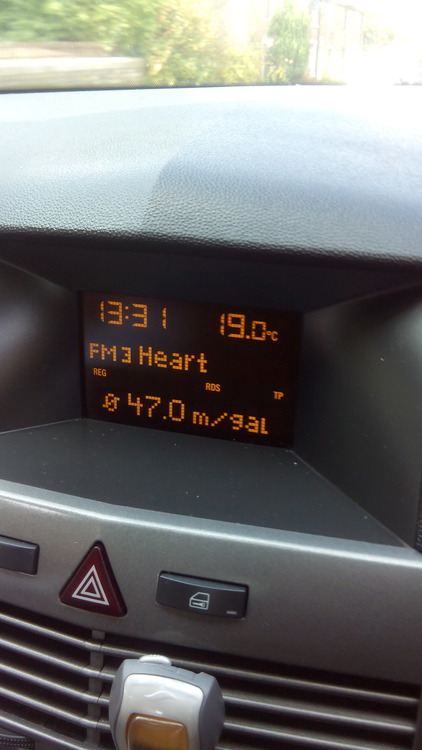 13:31 19.0°C
FM3 Heart
REG RDS TP
Ø 47.0 m/gal